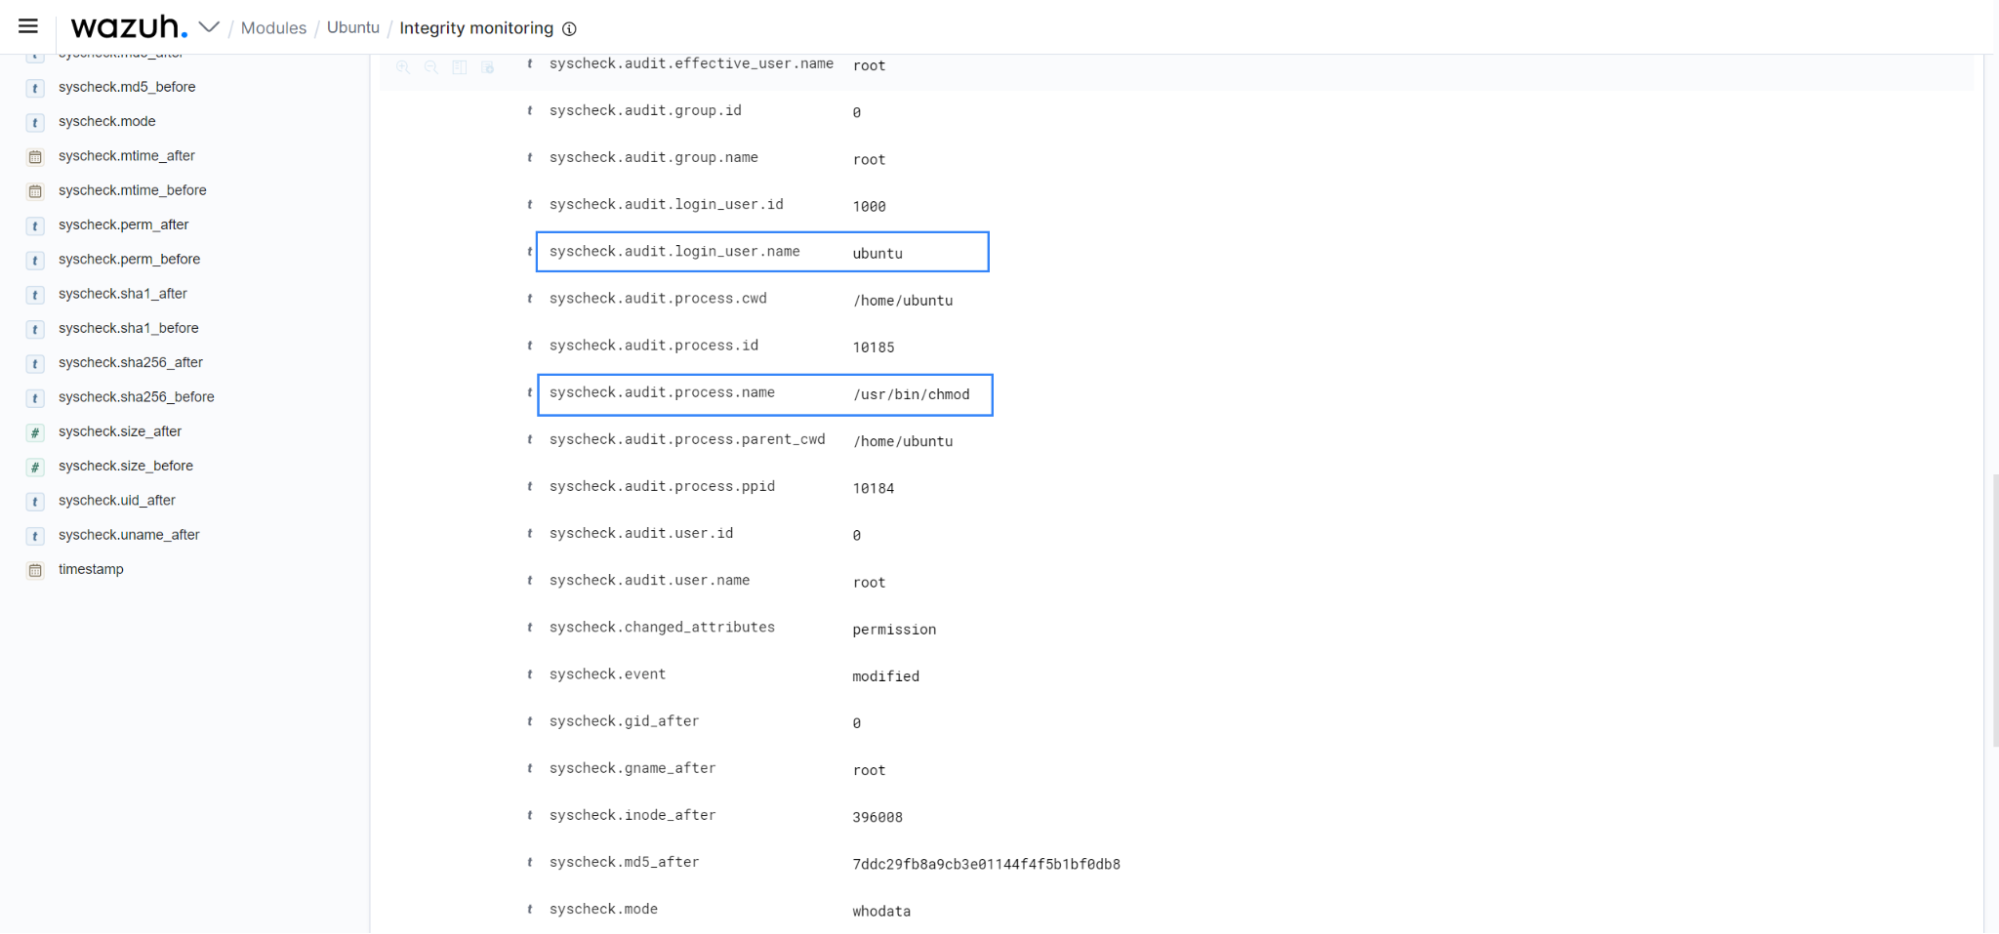 wazuh. / Modules / Ubuntu / Integrity monitoring
syscheck.md5_after
t syscheck.md5_before
t syscheck.mode
syscheck.mtime_after
syscheck.mtime_before
t syscheck.perm_after
t syscheck.perm_before
t syscheck.sha1_after
t syscheck.sha1_before
t syscheck.sha256_after
t syscheck.sha256_before
# syscheck.size_after
# syscheck.size_before
t syscheck.uid_after
t syscheck.uname_after
timestamp
t syscheck.audit.effective_user.name root
t syscheck.audit.group.id 0
t syscheck.audit.group.name root
t syscheck.audit.login_user.id 1000
t syscheck.audit.login_user.name ubuntu
t syscheck.audit.process.cwd /home/ubuntu
t syscheck.audit.process.id 10185
t syscheck.audit.process.name /usr/bin/chmod
t syscheck.audit.process.parent_cwd /home/ubuntu
t syscheck.audit.process.ppid 10184
t syscheck.audit.user.id 0
t syscheck.audit.user.name root
t syscheck.changed_attributes permission
t syscheck.event modified
t syscheck.gid_after 0
t syscheck.gname_after root
t syscheck.inode_after 396008
t syscheck.md5_after 7ddc29fb8a9cb3e01144f4f5b1bf0db8
t syscheck.mode whodata